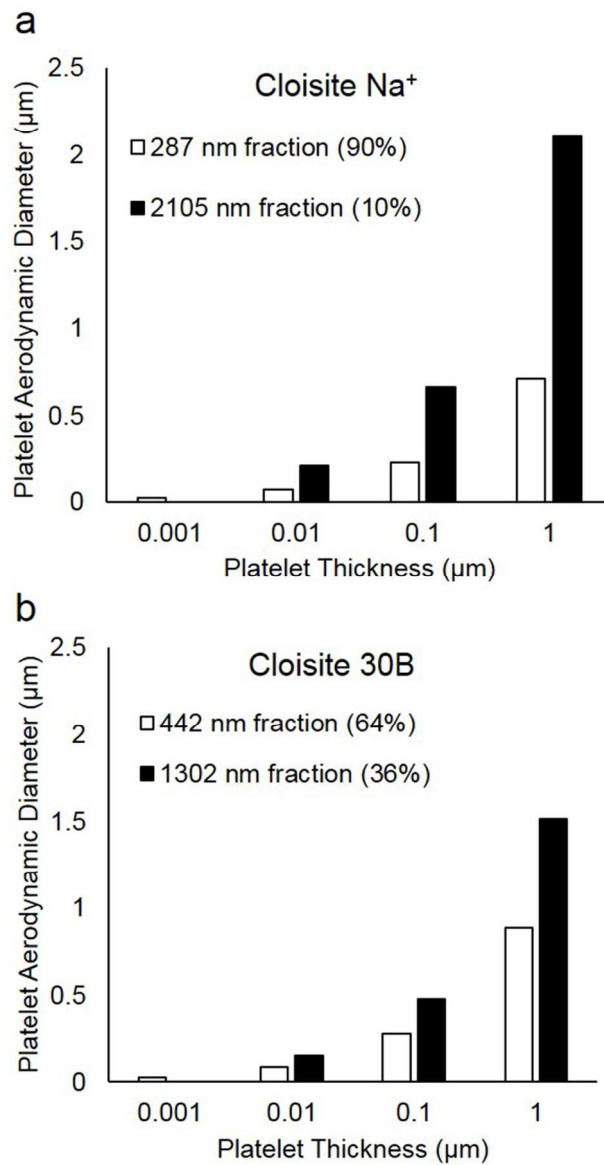 a
Platelet Aerodynamic Diameter (µm)
2.5
2
1.5
1
0.5
0
Cloisite Na⁺
287 nm fraction (90%)
2105 nm fraction (10%)
0.001 0.01 0.1 1
Platelet Thickness (µm)
b
Platelet Aerodynamic Diameter (µm)
2.5
2
1.5
1
0.5
0
Cloisite 30B
442 nm fraction (64%)
1302 nm fraction (36%)
0.001 0.01 0.1 1
Platelet Thickness (µm)